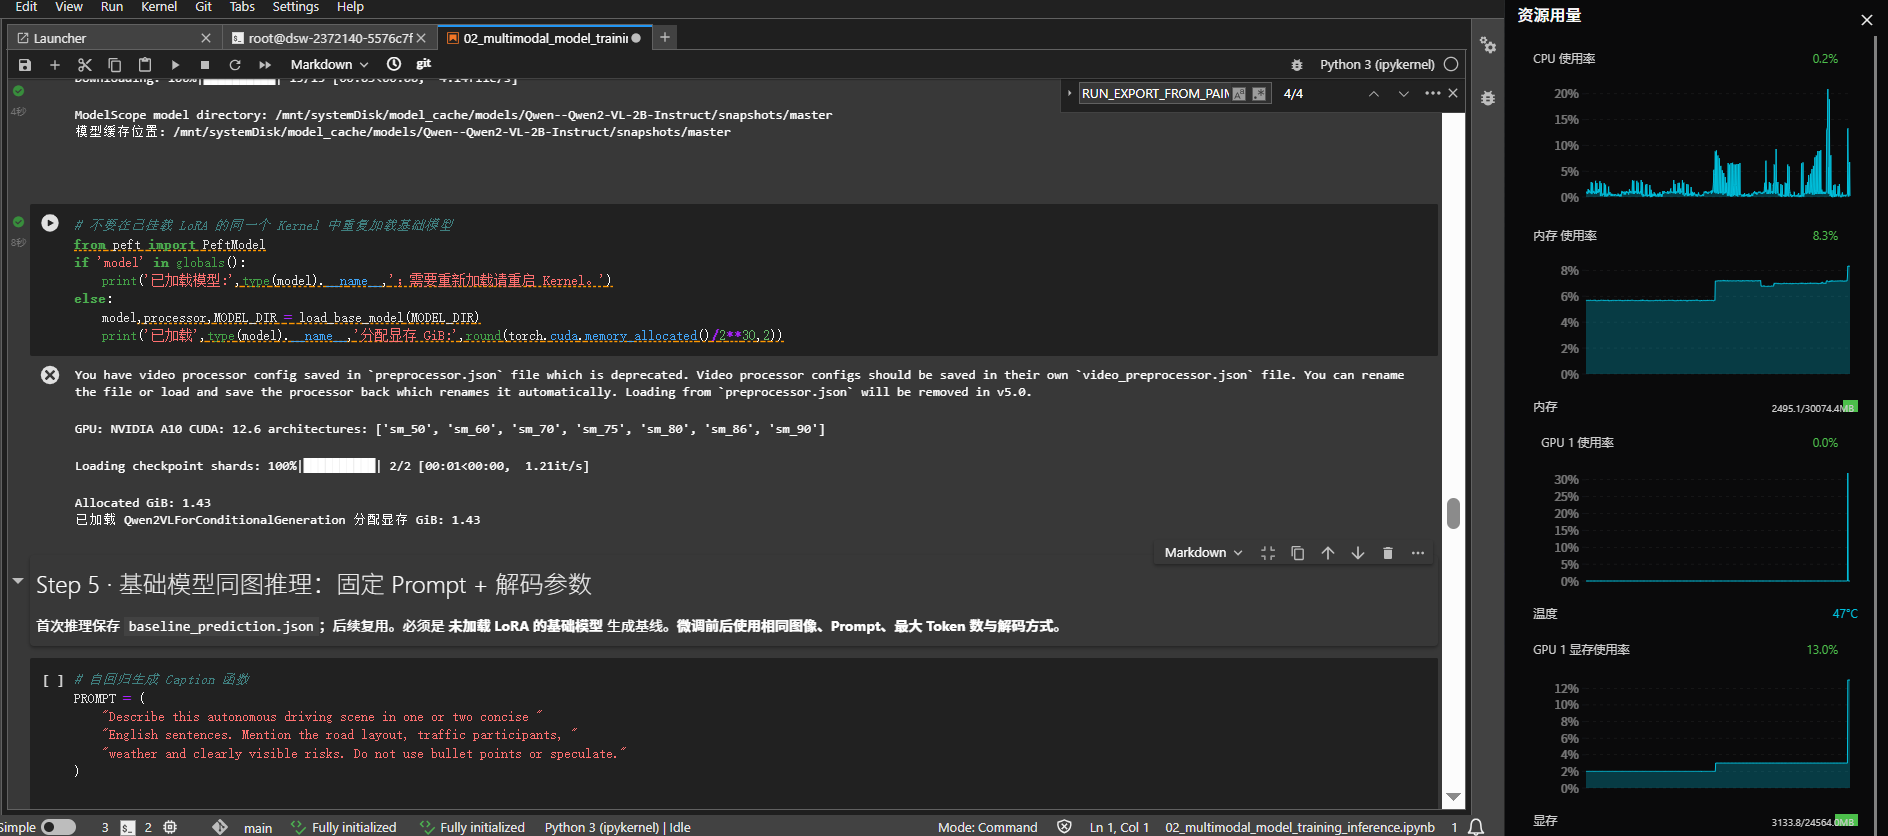 Edit View Run Kernel Git Tabs Settings Help
Launcher
root@dsw-2372140-5576c7f
02_multimodal_model_traini
Markdown
git
Python 3 (ipykernel)
RUN_EXPORT_FROM_PAI
4/4
4秒
ModelScope model directory: /mnt/systemDisk/model_cache/models/Qwen--Qwen2-VL-2B-Instruct/snapshots/master
模型缓存位置: /mnt/systemDisk/model_cache/models/Qwen--Qwen2-VL-2B-Instruct/snapshots/master
8秒
# 不要在已挂载 LoRA 的同一个 Kernel 中重复加载基础模型
from peft import PeftModel
if 'model' in globals():
print('已加载模型:',type(model).__name__,'；需要重新加载请重启 Kernel。')
else:
model,processor,MODEL_DIR = load_base_model(MODEL_DIR)
print('已加载',type(model).__name__,'分配显存 GiB:',round(torch.cuda.memory_allocated()/2**30,2))
You have video processor config saved in `preprocessor.json` file which is deprecated. Video processor configs should be saved in their own `video_preprocessor.json` file. You can rename
the file or load and save the processor back which renames it automatically. Loading from `preprocessor.json` will be removed in v5.0.
GPU: NVIDIA A10 CUDA: 12.6 architectures: ['sm_50', 'sm_60', 'sm_70', 'sm_75', 'sm_80', 'sm_86', 'sm_90']
Loading checkpoint shards: 100%|██████████| 2/2 [00:01<00:00, 1.21it/s]
Allocated GiB: 1.43
已加载 Qwen2VLForConditionalGeneration 分配显存 GiB: 1.43
Markdown
Step 5 · 基础模型同图推理：固定 Prompt + 解码参数
首次推理保存 baseline_prediction.json；后续复用。必须是 未加载 LoRA 的基础模型 生成基线。微调前后使用相同图像、Prompt、最大 Token 数与解码方式。
[ ] # 自回归生成 Caption 函数
PROMPT = (
"Describe this autonomous driving scene in one or two concise "
"English sentences. Mention the road layout, traffic participants, "
"weather and clearly visible risks. Do not use bullet points or speculate."
)
Simple
3
2
main
Fully initialized
Fully initialized
Python 3 (ipykernel) | Idle
Mode: Command
Ln 1, Col 1
02_multimodal_model_training_inference.ipynb
1
资源用量
CPU 使用率 0.2%
20%
15%
10%
5%
0%
内存 使用率 8.3%
8%
6%
4%
2%
0%
内存 2495.1/30074.4MB
GPU 1 使用率 0.0%
30%
25%
20%
15%
10%
5%
0%
温度 47°C
GPU 1 显存使用率 13.0%
12%
10%
8%
6%
4%
2%
0%
显存 3133.8/24564.0MB